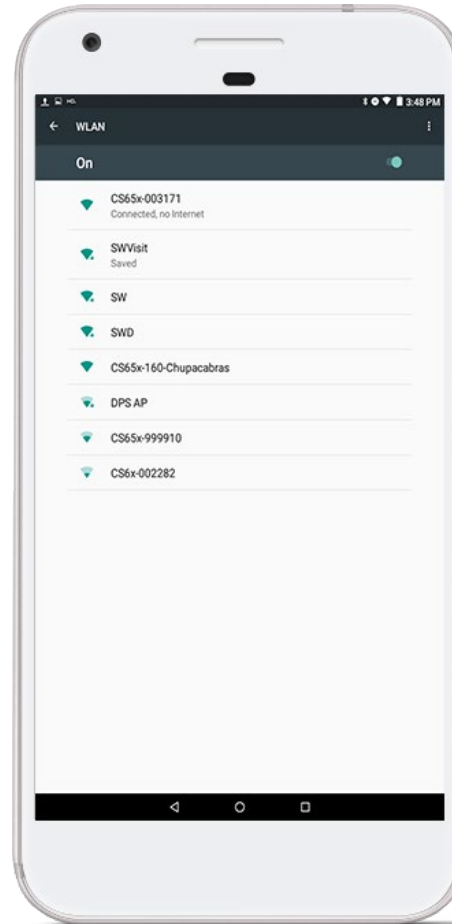 3:48 PM
WLAN
On
CS65x-003171
Connected, no Internet
SWVisit
Saved
SW
SWD
CS65x-160-Chupacabras
DPS AP
CS65x-999910
CS6x-002282